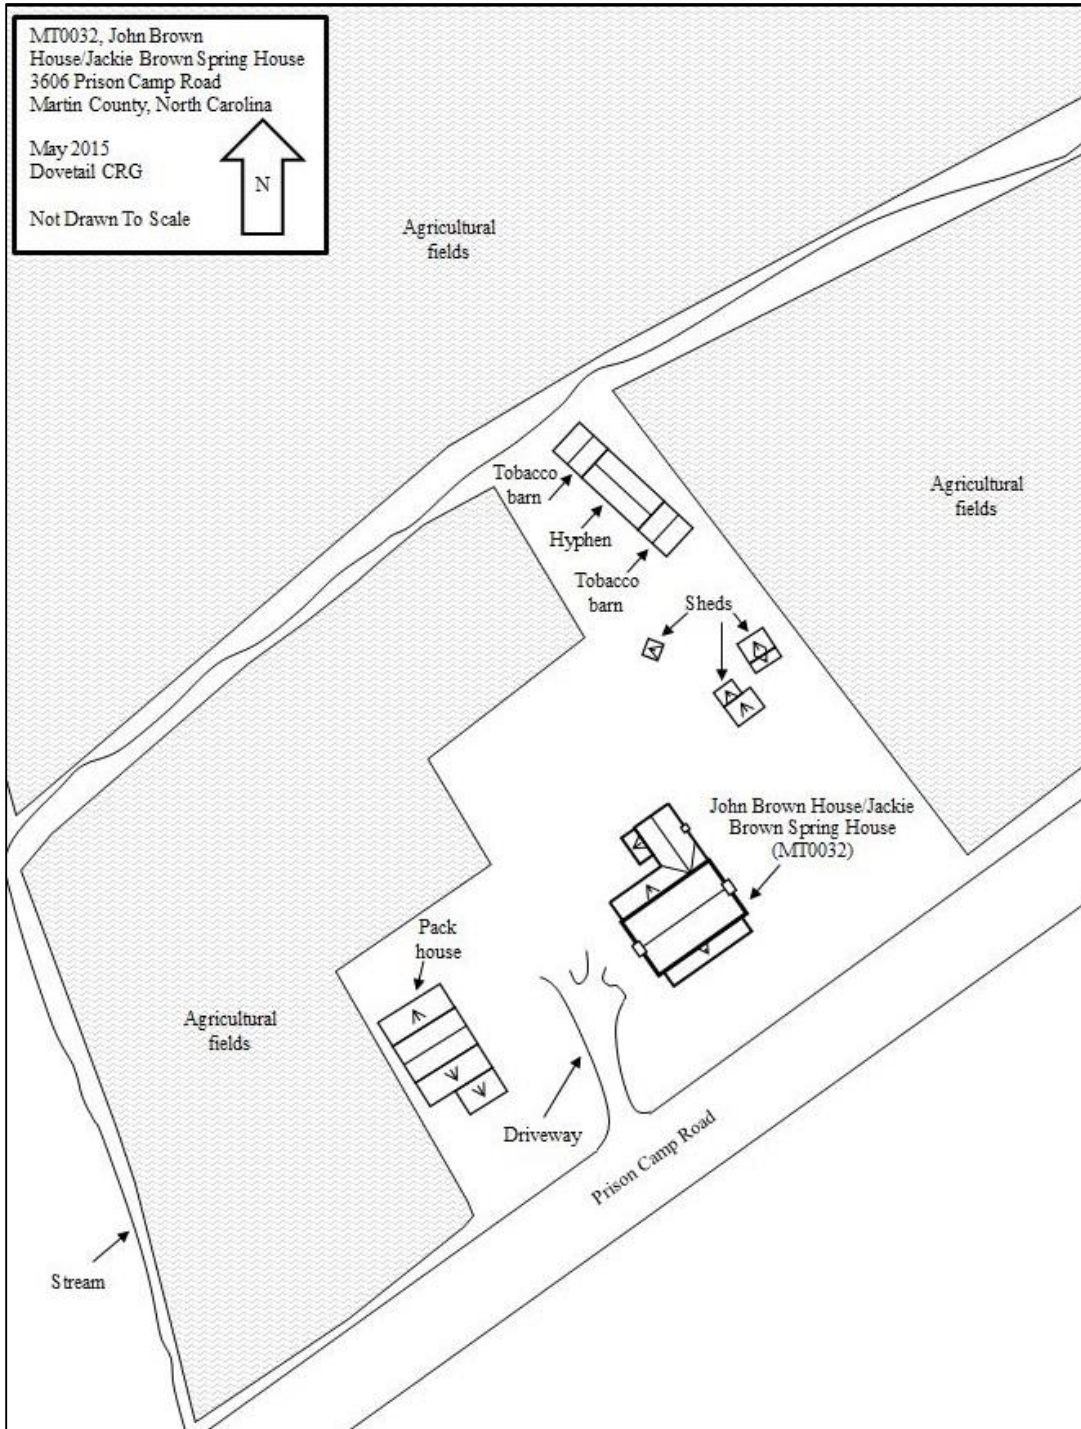 MT0032, John Brown
House/Jackie Brown Spring House
3606 Prison Camp Road
Martin County, North Carolina
May 2015
Dovetail CRG
N
Not Drawn To Scale
Agricultural
fields
Tobacco
barn
Hyphen
Tobacco
barn
Agricultural
fields
Sheds
John Brown House/Jackie
Brown Spring House
(MT0032)
Pack
house
Agricultural
fields
Driveway
Prison Camp Road
Stream